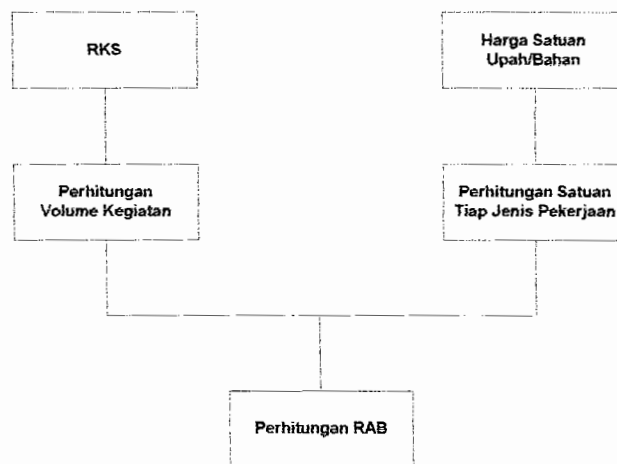 RKS
Harga Satuan
Upah/Bahan
Perhitungan
Volume Kegiatan
Perhitungan Satuan
Tiap Jenis Pekerjaan
Perhitungan RAB